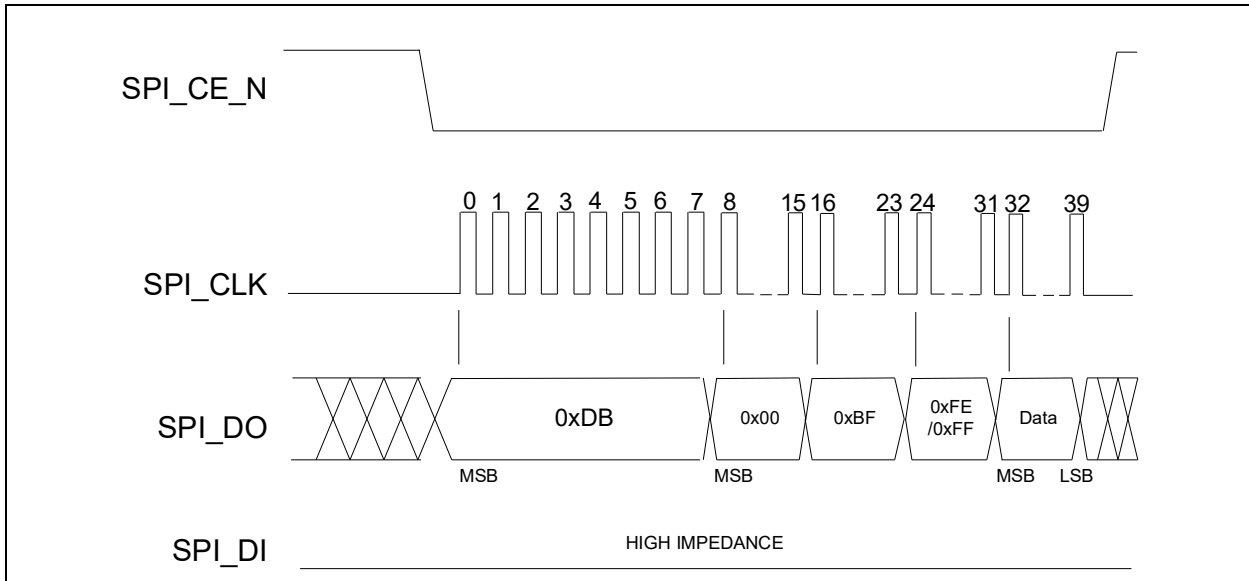 SPI_CE_N
0 1 2 3 4 5 6 7 8 15 16 23 24 31 32 39
SPI_CLK
SPI_DO
0xDB
0x00
0xBF
0xFE
/0xFF
Data
MSB MSB MSB LSB
SPI_DI
HIGH IMPEDANCE